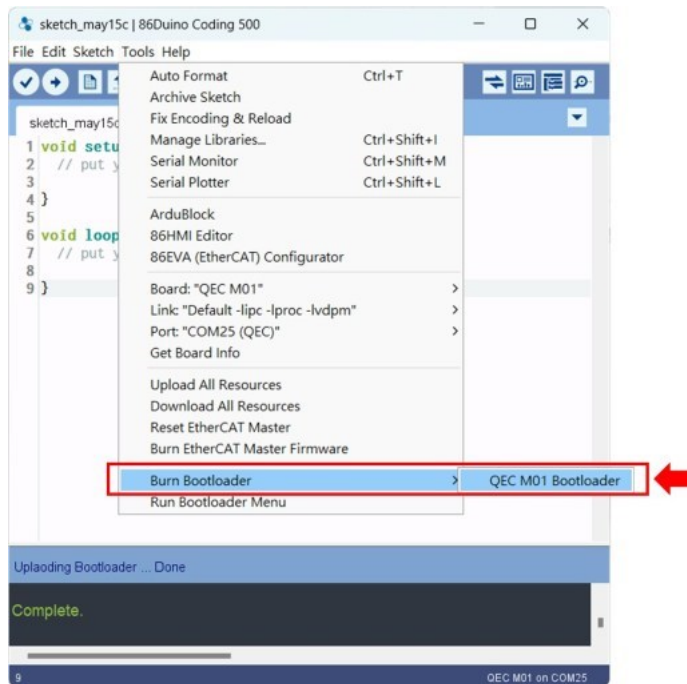 sketch_may15c | 86Duino Coding 500
File Edit Sketch Tools Help
sketch_may15c
1 void setu
2 // put y
3
4 }
5
6 void loop
7 // put y
8
9 }
Auto Format Ctrl+T
Archive Sketch
Fix Encoding & Reload
Manage Libraries... Ctrl+Shift+I
Serial Monitor Ctrl+Shift+M
Serial Plotter Ctrl+Shift+L
ArduBlock
86HMI Editor
86EVA (EtherCAT) Configurator
Board: "QEC M01"
Link: "Default -lipc -lproc -lvdpm"
Port: "COM25 (QEC)"
Get Board Info
Upload All Resources
Download All Resources
Reset EtherCAT Master
Burn EtherCAT Master Firmware
Burn Bootloader QEC M01 Bootloader
Run Bootloader Menu
Uplaoding Bootloader ... Done
Complete.
9 QEC M01 on COM25